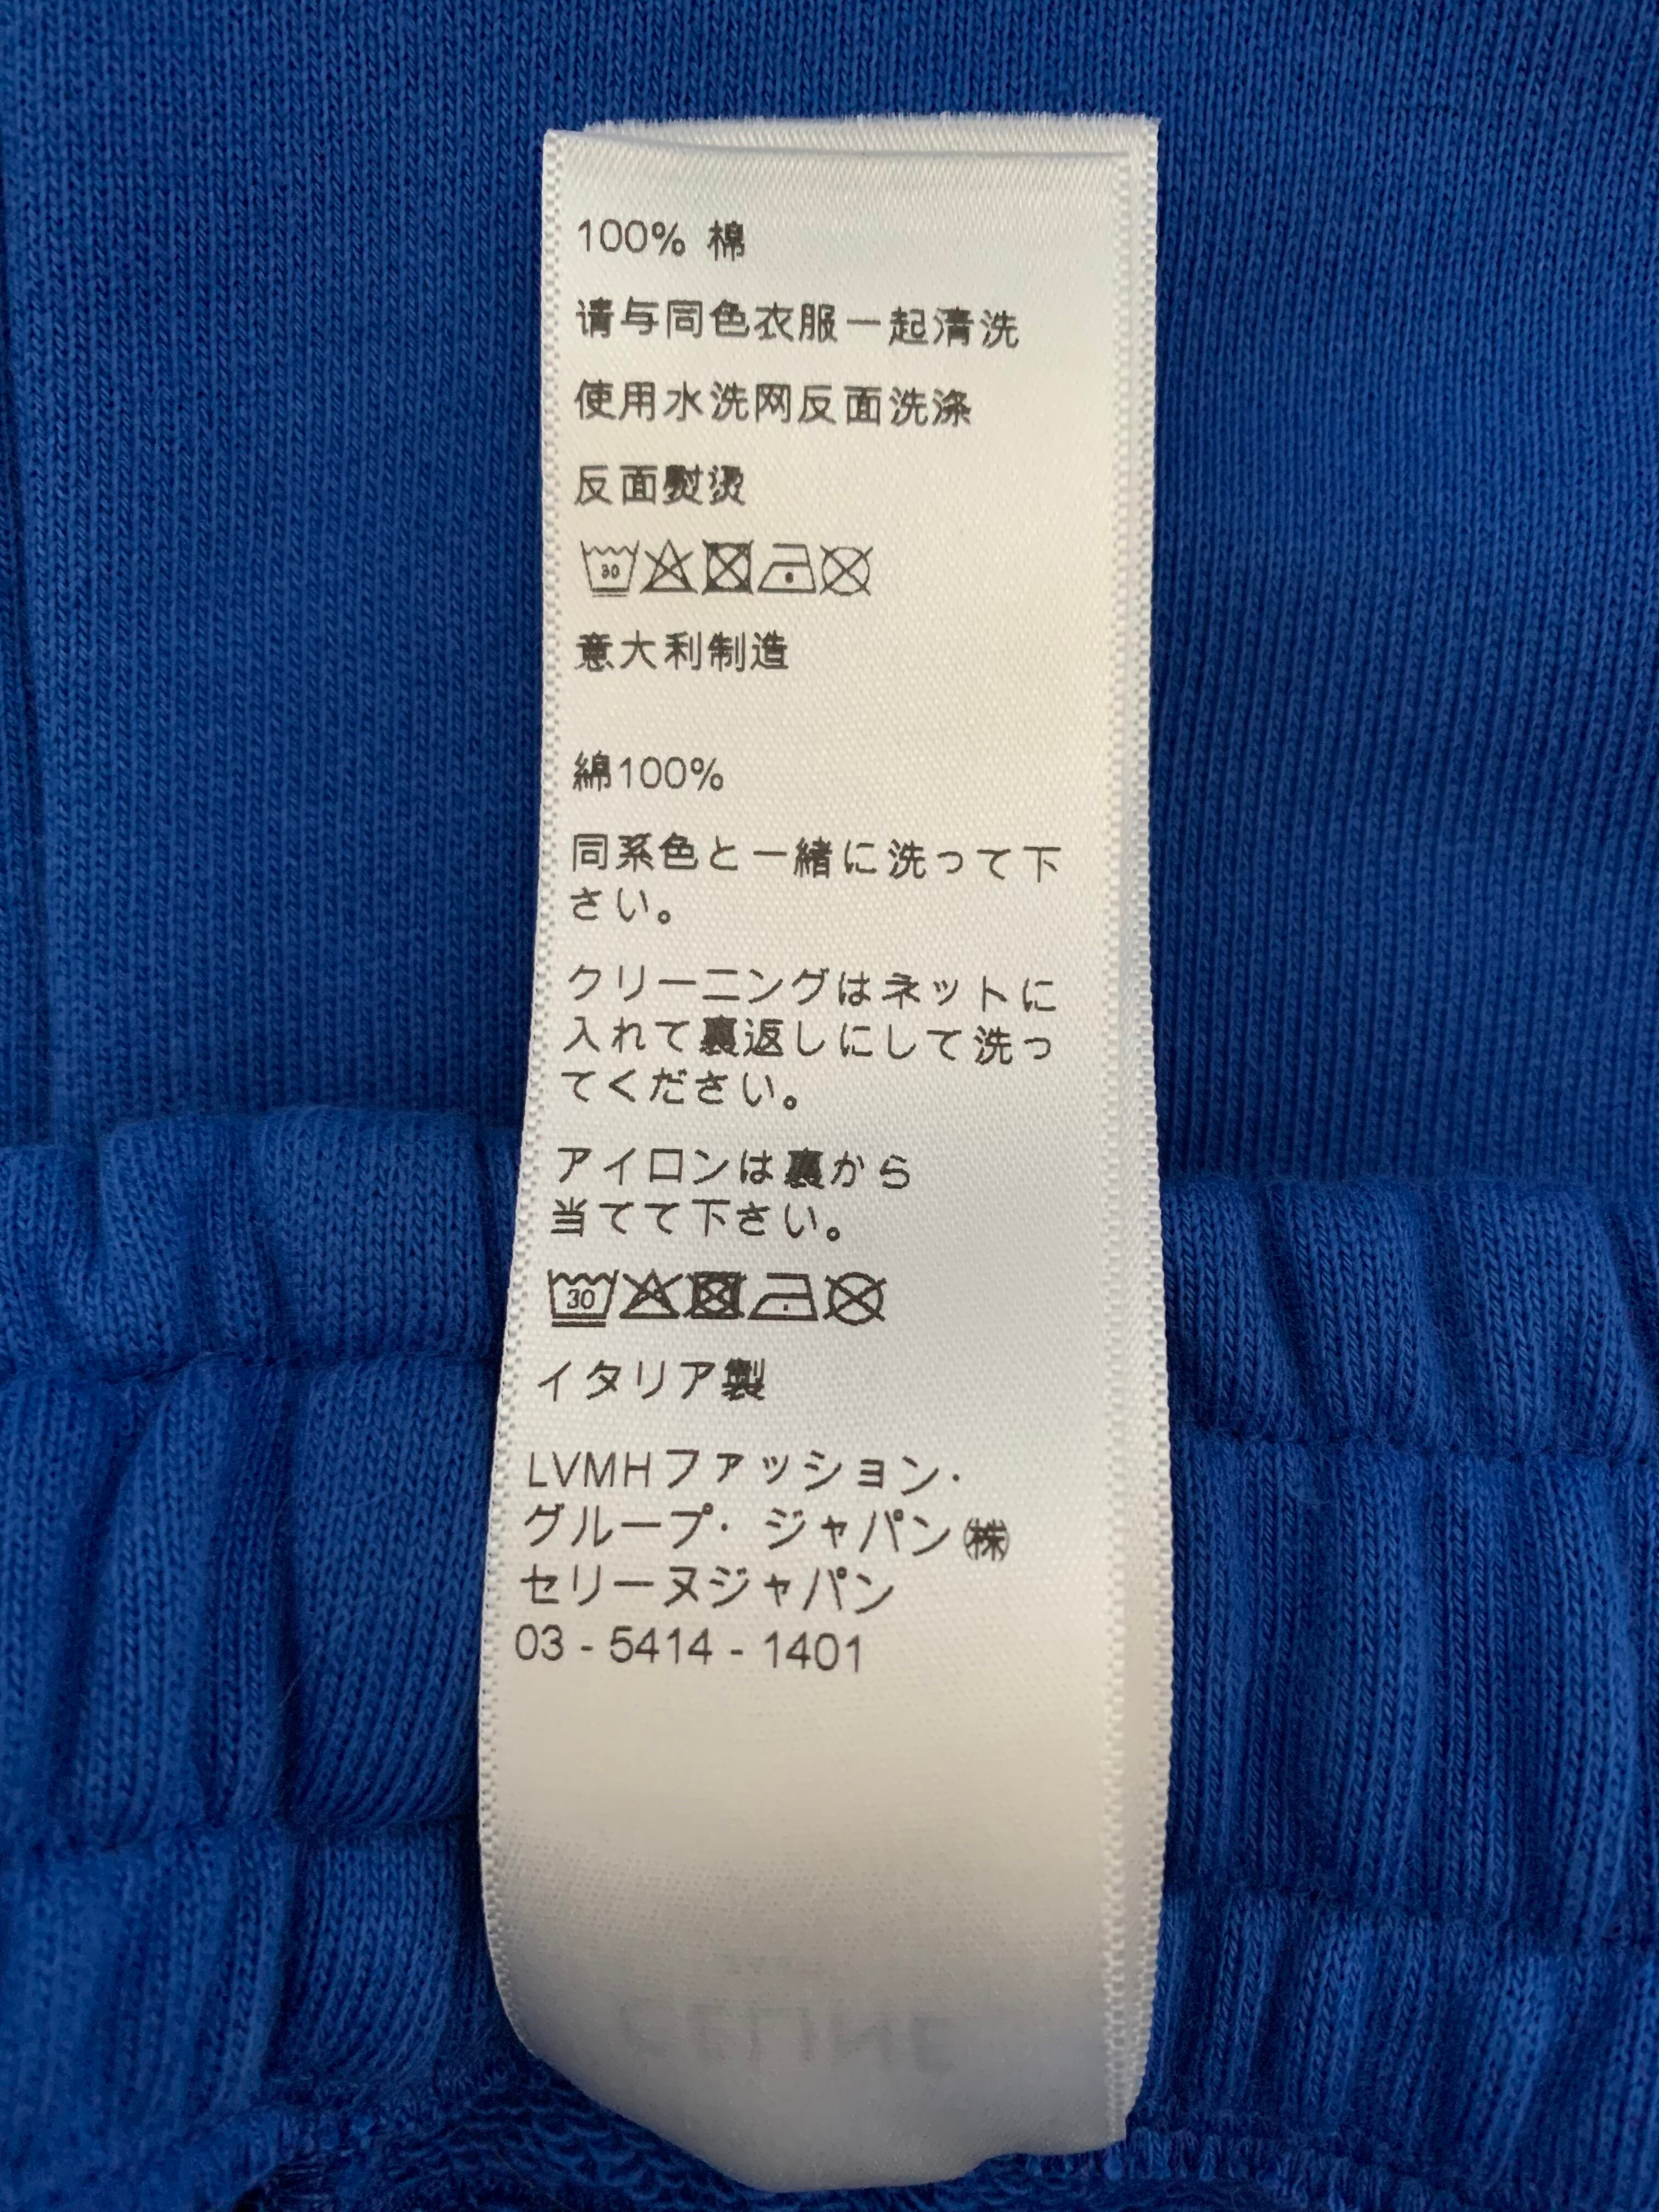 100% 棉
请与同色衣服一起清洗
使用水洗网反面洗涤
反面熨烫
30
意大利制造
綿100%
同系色と一緒に洗って下
さい。
クリーニングはネットに
入れて裏返しにして洗っ
てください。
アイロンは裏から
当てて下さい。
30
イタリア製
LVMHファッション·
グループ· ジャパン㈱
セリーヌジャパン
03 - 5414 - 1401